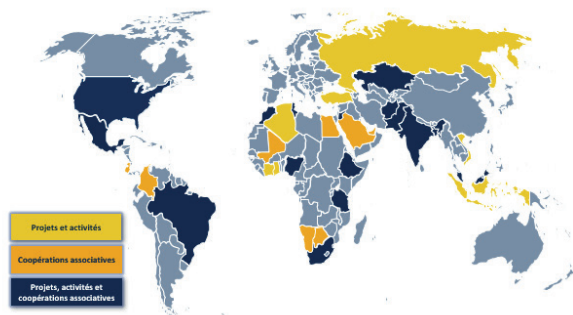 Projets et activités
Coopérations associatives
Projets, activités et
coopérations associatives